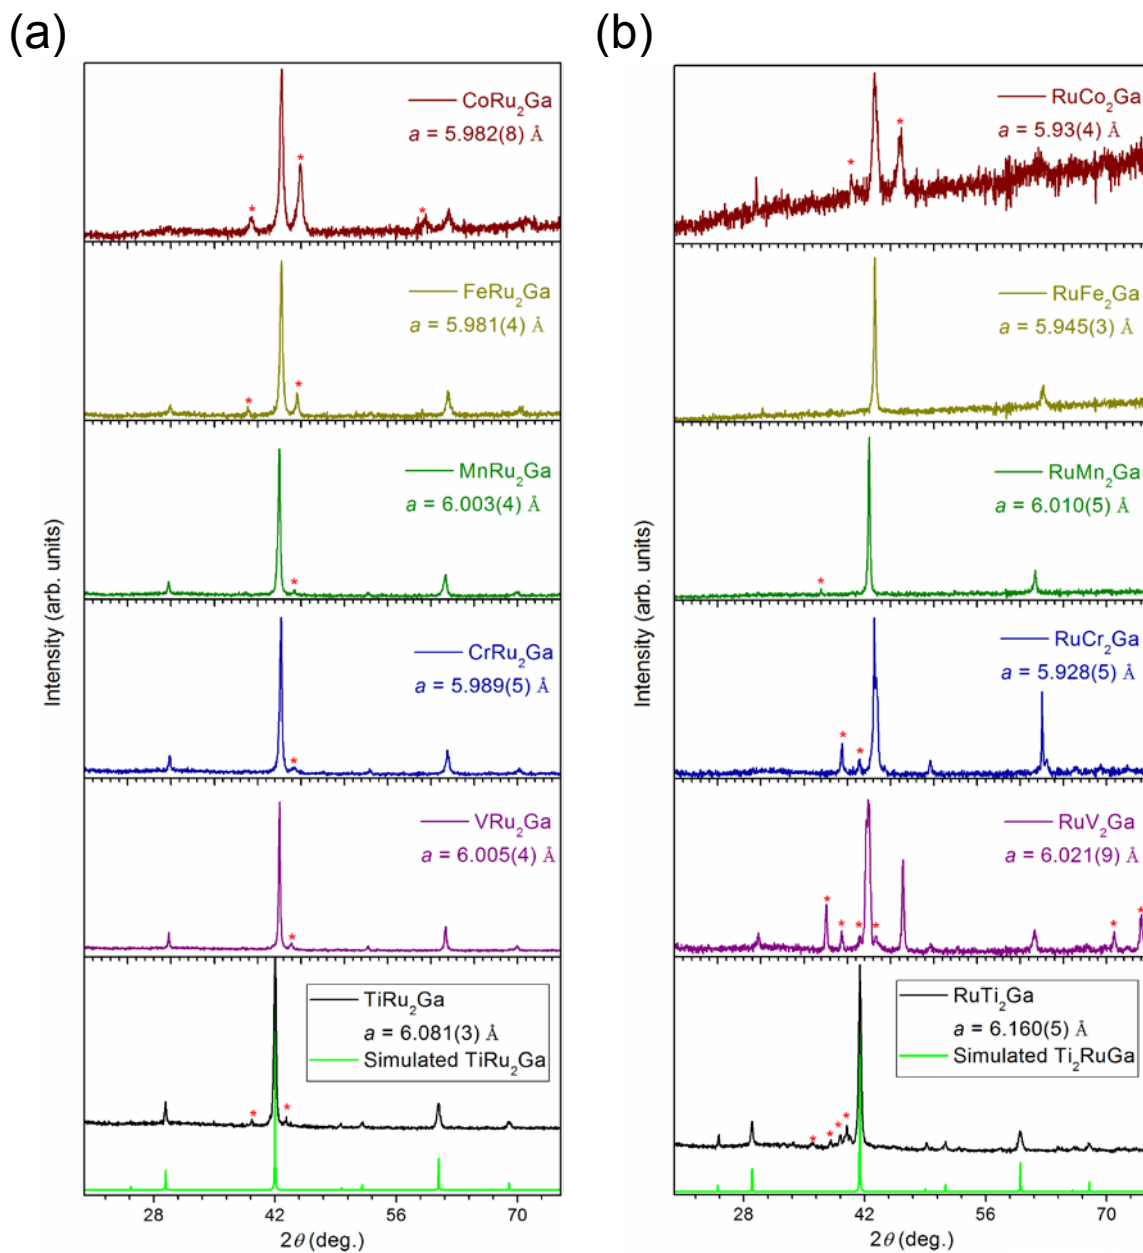 (a)
(b)
CoRu₂Ga
a = 5.982(8) Å
*
*
*
FeRu₂Ga
a = 5.981(4) Å
*
*
MnRu₂Ga
a = 6.003(4) Å
*
CrRu₂Ga
a = 5.989(5) Å
*
VRu₂Ga
a = 6.005(4) Å
*
TiRu₂Ga
a = 6.081(3) Å
Simulated TiRu₂Ga
*
*
Intensity (arb. units)
28 42 56 70
2θ (deg.)
RuCo₂Ga
a = 5.93(4) Å
*
*
RuFe₂Ga
a = 5.945(3) Å
RuMn₂Ga
a = 6.010(5) Å
*
RuCr₂Ga
a = 5.928(5) Å
*
*
RuV₂Ga
a = 6.021(9) Å
*
*
*
*
*
*
RuTi₂Ga
a = 6.160(5) Å
Simulated Ti₂RuGa
*
*
*
*
Intensity (arb. units)
28 42 56 70
2θ (deg.)